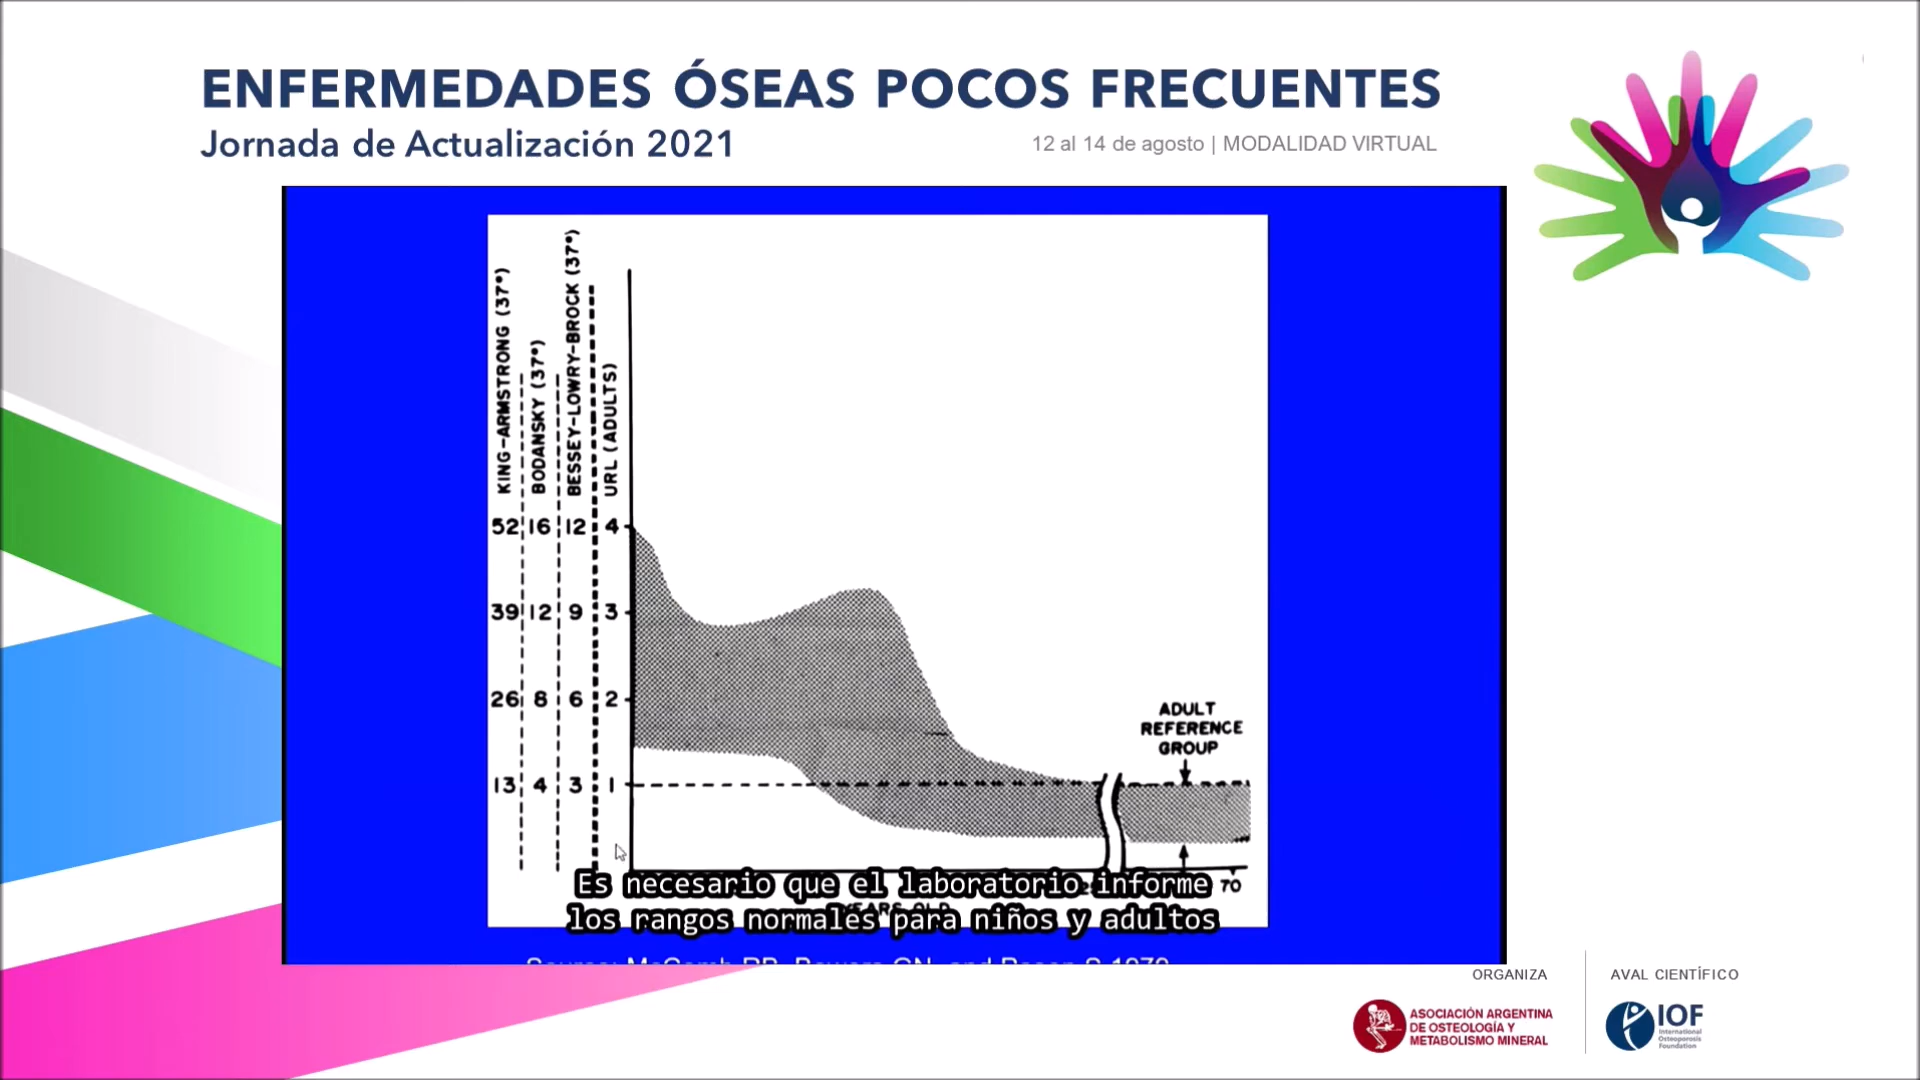 ENFERMEDADES ÓSEAS POCOS FRECUENTES
Jornada de Actualización 2021
12 al 14 de agosto | MODALIDAD VIRTUAL
KING-ARMSTRONG (37°)
BODANSKY (37°)
BESSEY-LOWRY-BROCK (37°)
URL (ADULTS)
52 16 12 4
39 12 9 3
26 8 6 2
13 4 3 1
ADULT
REFERENCE
GROUP
70
Es necesario que el laboratorio informe
los rangos normales para niños y adultos
ORGANIZA
ASOCIACIÓN ARGENTINA
DE OSTEOLOGÍA Y
METABOLISMO MINERAL
AVAL CIENTÍFICO
IOF
International
Osteoporosis
Foundation